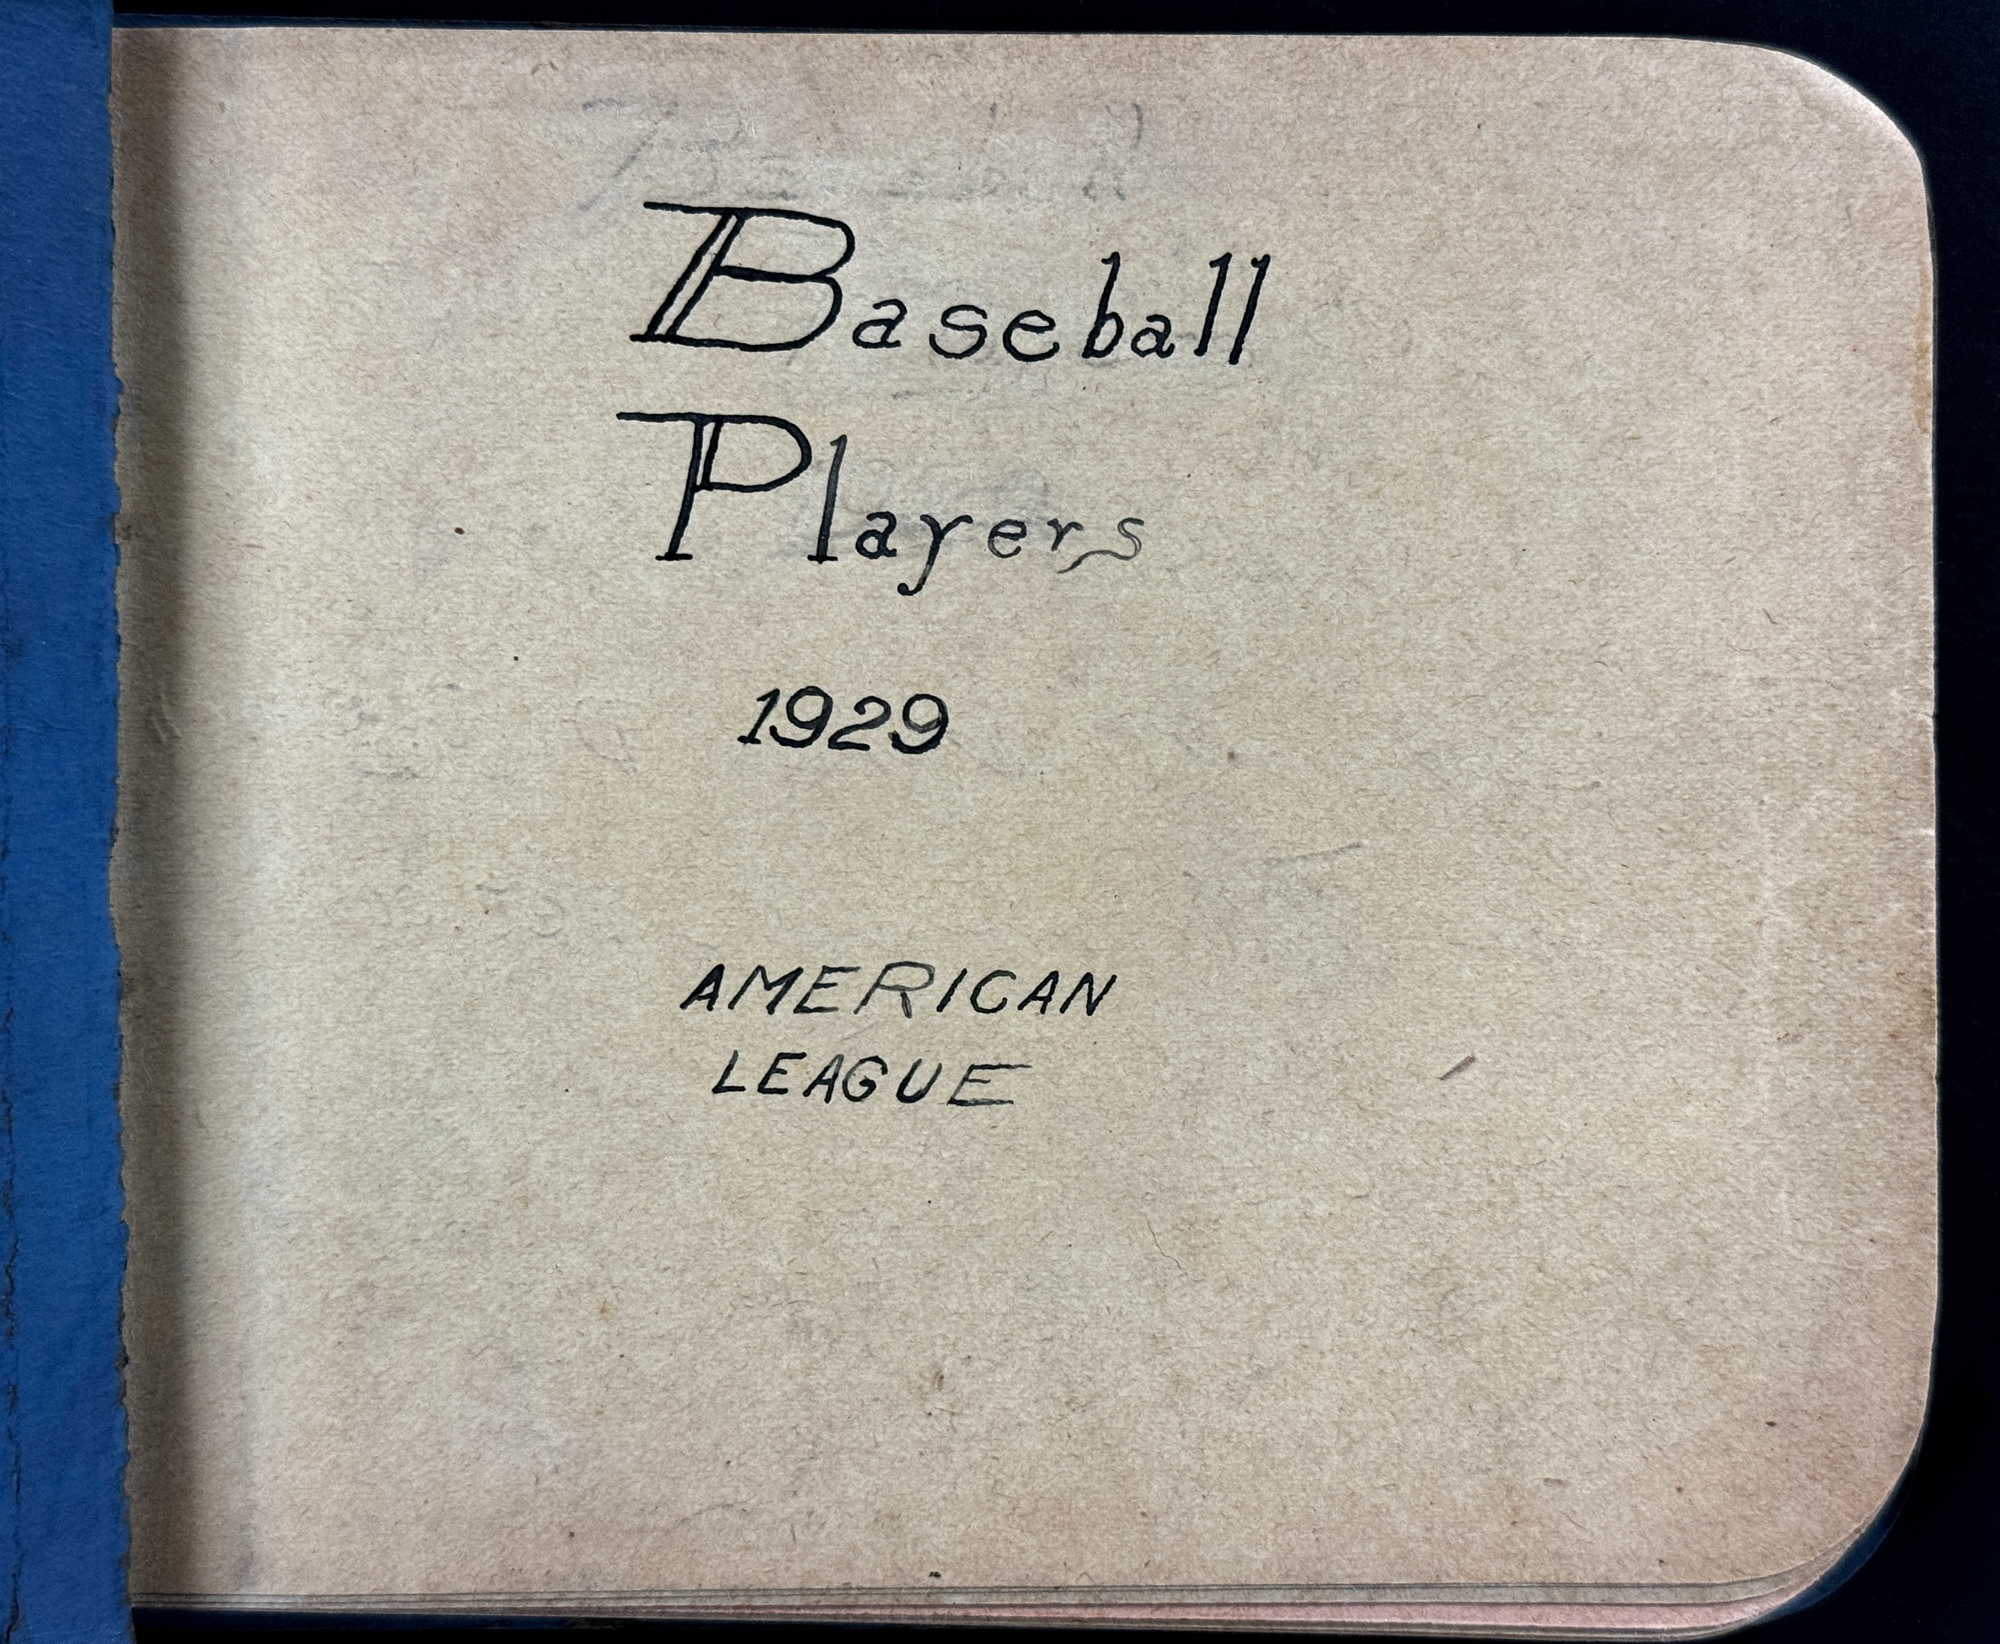 Baseball
Players
1929
AMERICAN
LEAGUE